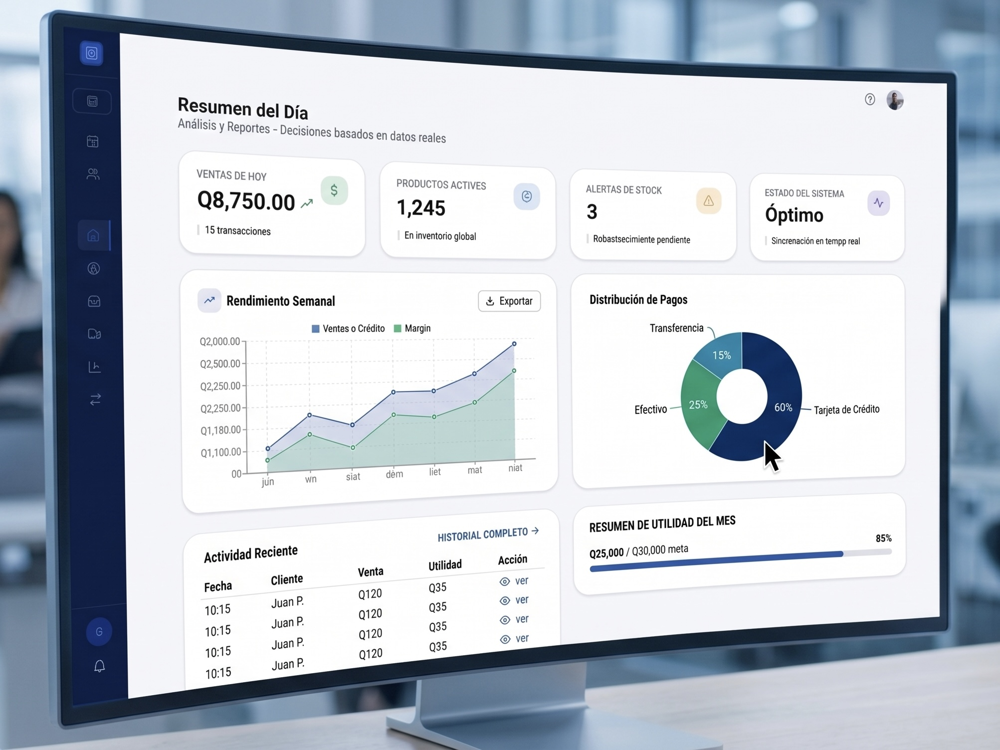 Resumen del Día
Análisis y Reportes - Decisiones basados en datos reales
VENTAS DE HOY
Q8,750.00
$
15 transacciones
PRODUCTOS ACTIVES
1,245
En inventorio global
ALERTAS DE STOCK
3
Robastsecimiente pendiente
ESTADO DEL SISTEMA
Óptimo
Sincrenación en tempp real
Rendimiento Semanal
Exportar
Ventes o Crédito
Margin
Q2,000.00
Q2,500.00
Q2,250.00
Q2,250.00
Q1,180.00
Q1,100.00
00
jún wn siat dém liet mat niat
Distribución de Pagos
Transferencia
15%
Efectivo
25%
60%
Tarjeta de Crédito
Actividad Reciente
HISTORIAL COMPLETO →
Fecha Cliente Venta Utilidad Acción
10:15 Juan P. Q120 Q35 ver
10:15 Juan P. Q120 Q35 ver
10:15 Juan P. Q120 Q35 ver
10:15 Juan P. Q120 Q35 ver
RESUMEN DE UTILIDAD DEL MES
Q25,000 / Q30,000 meta
85%
G
?